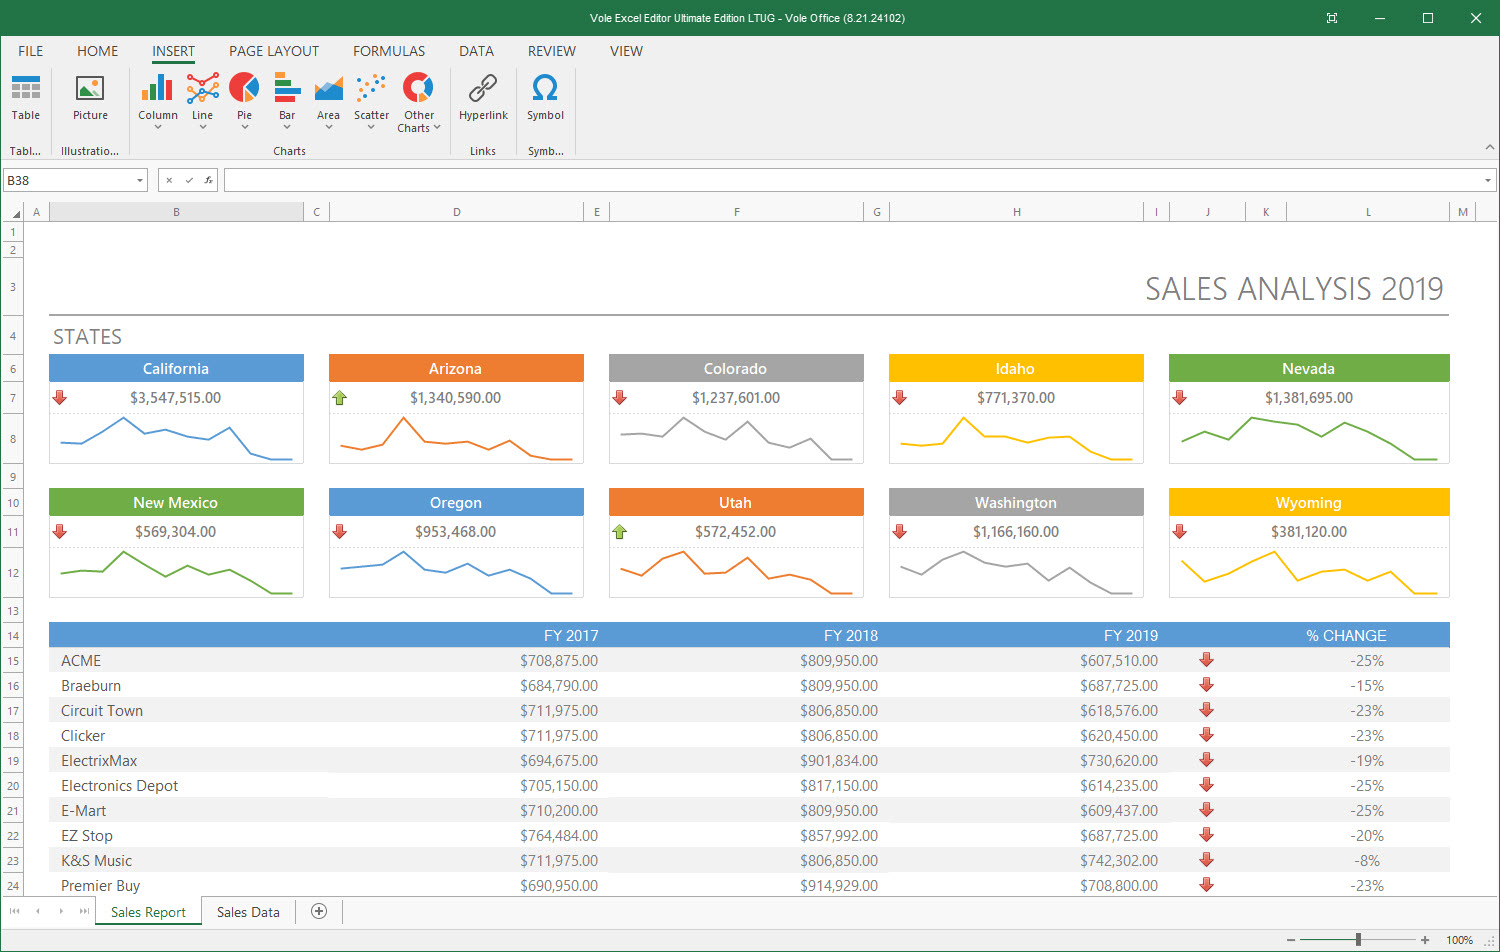 Vole Excel Editor Ultimate Edition LTUG - Vole Office (8.21.24102)
FILE HOME INSERT PAGE LAYOUT FORMULAS DATA REVIEW VIEW
Table Picture Column Line Pie Bar Area Scatter Other Charts Hyperlink Symbol
Tabl... Illustratio... Charts Links Symb...
B38 fx
A B C D E F G H I J K L M
1
2
3 SALES ANALYSIS 2019
4 STATES
6 California Arizona Colorado Idaho Nevada
7 $3,547,515.00 $1,340,590.00 $1,237,601.00 $771,370.00 $1,381,695.00
8
9
10 New Mexico Oregon Utah Washington Wyoming
11 $569,304.00 $953,468.00 $572,452.00 $1,166,160.00 $381,120.00
12
13
14 FY 2017 FY 2018 FY 2019 % CHANGE
15 ACME $708,875.00 $809,950.00 $607,510.00 -25%
16 Braeburn $684,790.00 $809,950.00 $687,725.00 -15%
17 Circuit Town $711,975.00 $806,850.00 $618,576.00 -23%
18 Clicker $711,975.00 $806,850.00 $620,450.00 -23%
19 ElectrixMax $694,675.00 $901,834.00 $730,620.00 -19%
20 Electronics Depot $705,150.00 $817,150.00 $614,235.00 -25%
21 E-Mart $710,200.00 $809,950.00 $609,437.00 -25%
22 EZ Stop $764,484.00 $857,992.00 $687,725.00 -20%
23 K&S Music $711,975.00 $806,850.00 $742,302.00 -8%
24 Premier Buy $690,950.00 $914,929.00 $708,800.00 -23%
Sales Report Sales Data
100%